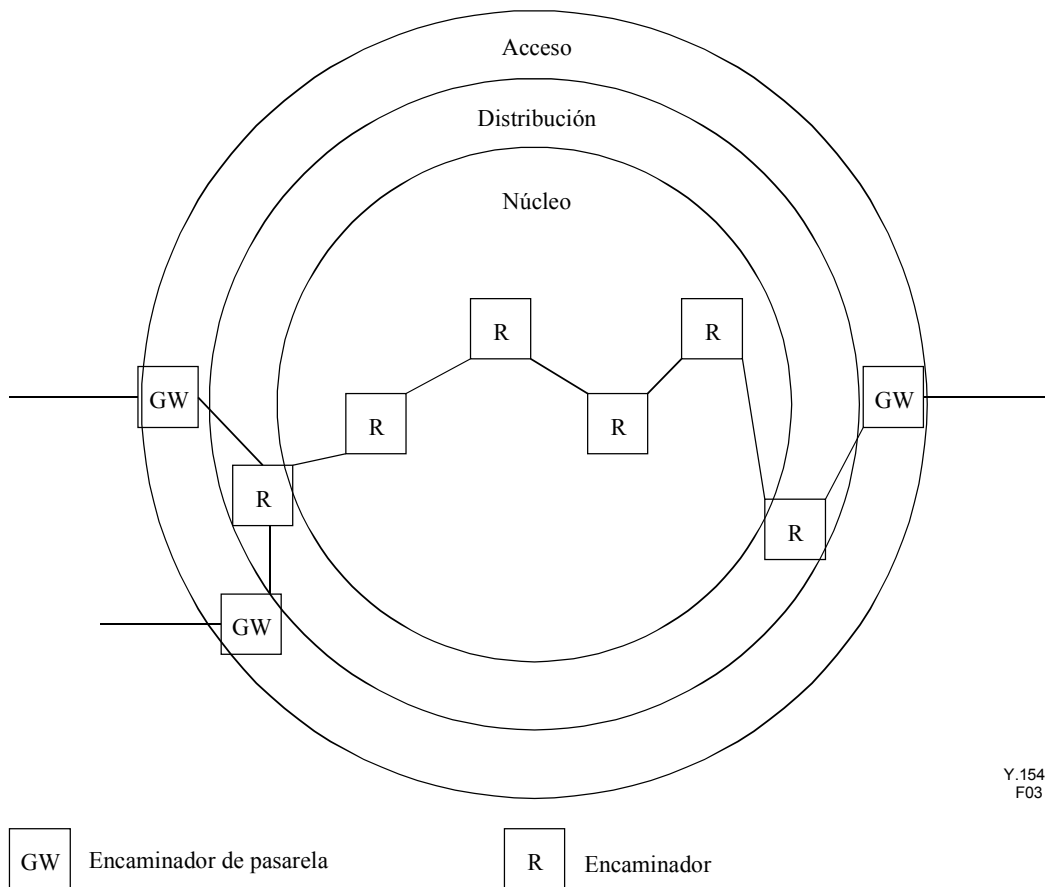 Acceso
Distribución
Núcleo
R
R
GW
GW
R
R
R
R
GW
Y.154
F03
GW Encaminador de pasarela
R Encaminador